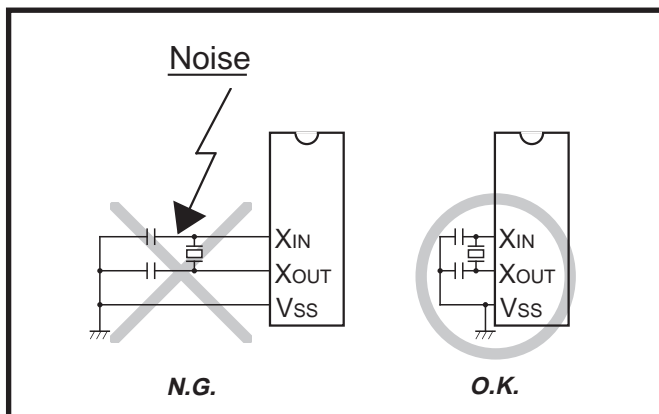 Noise
XIN
XOUT
VSS
XIN
XOUT
VSS
N.G.
O.K.